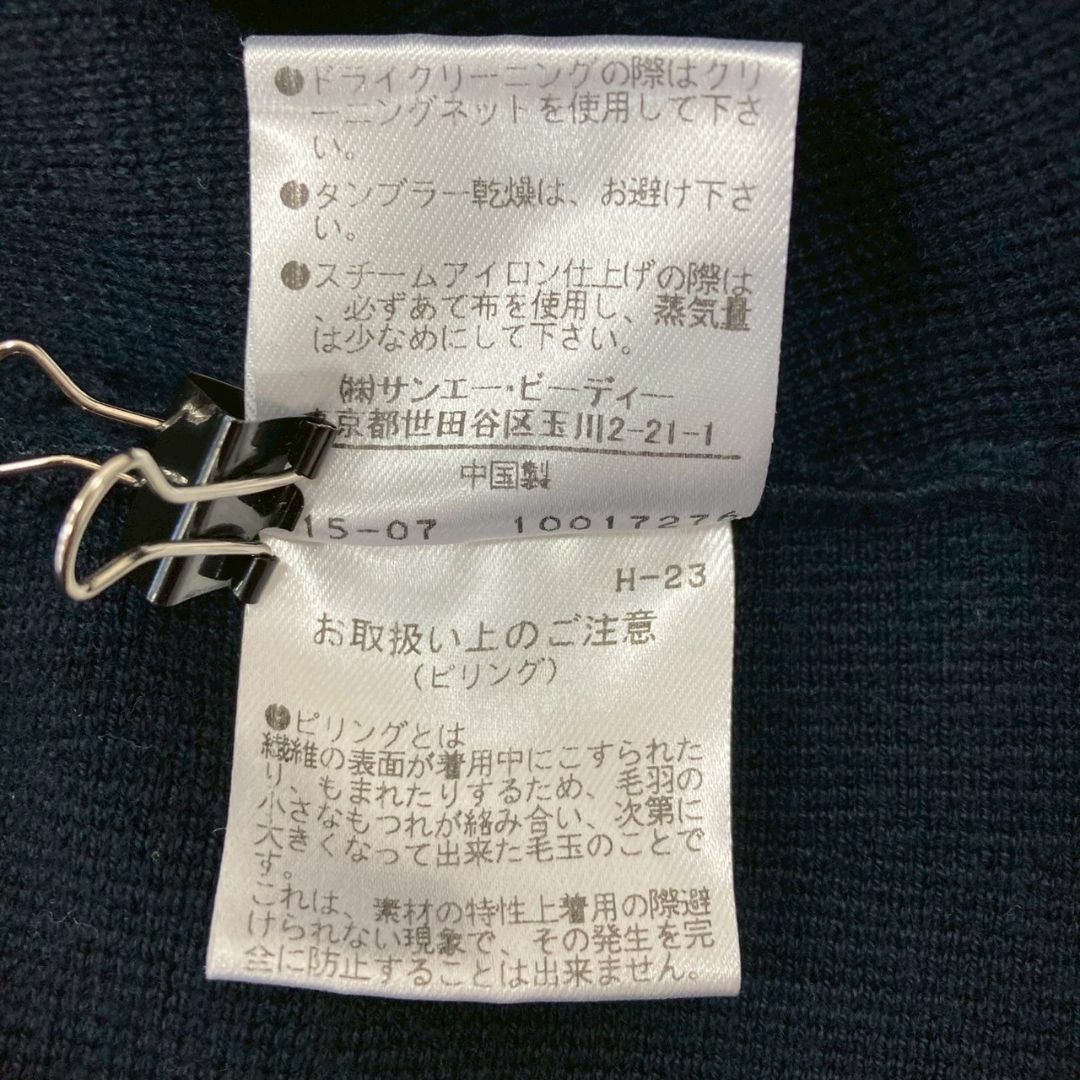 ●ドライクリーニングの際はクリ
ーニングネットを使用して下さ
い。
●タンブラー乾燥は、お避け下さ
い。
●スチームアイロン仕上げの際は
、必ずあて布を使用し、蒸気量
は少なめにして下さい。
㈱サンエー・ビーディー
東京都世田谷区玉川2-21-1
中国製
15-07 10017276
H-23
お取扱い上のご注意
(ピリング)
●ピリングとは
繊維の表面が着用中にこすられた
り、もまれたりするため、毛羽の
小さなもつれが絡み合い、次第に
大きくなって出来た毛玉のことで
す。
これは、素材の特性上着用の際避
けられない現象で、その発生を完
全に防止することは出来ません。